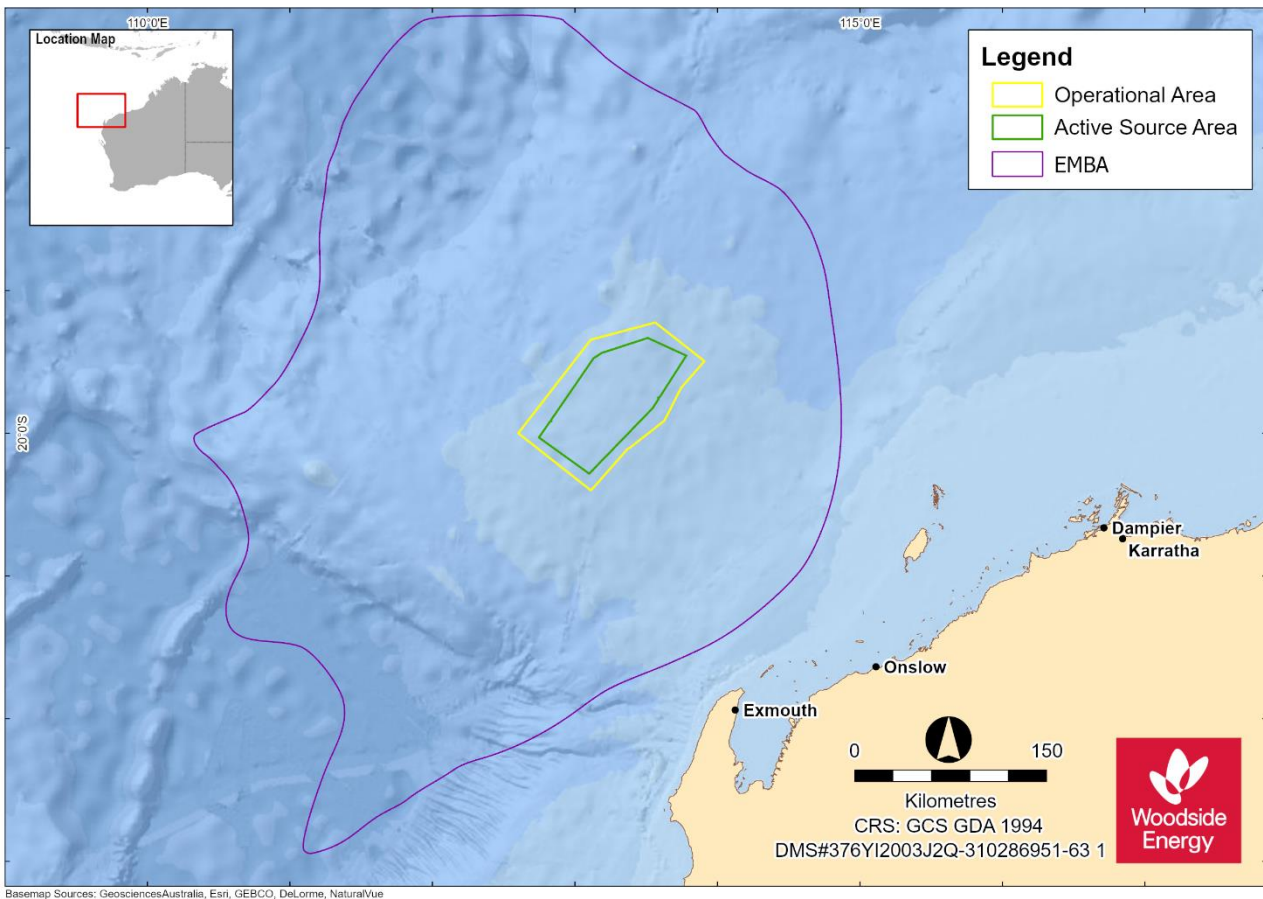 110°0'E
115°0'E
Location Map
Legend
Operational Area
Active Source Area
EMBA
20°0'S
Dampier
Karratha
Onslow
Exmouth
0 150
Kilometres
CRS: GCS GDA 1994
DMS#376YI2003J2Q-310286951-63 1
Woodside
Energy
Basemap Sources: GeosciencesAustralia, Esri, GEBCO, DeLorme, NaturalVue